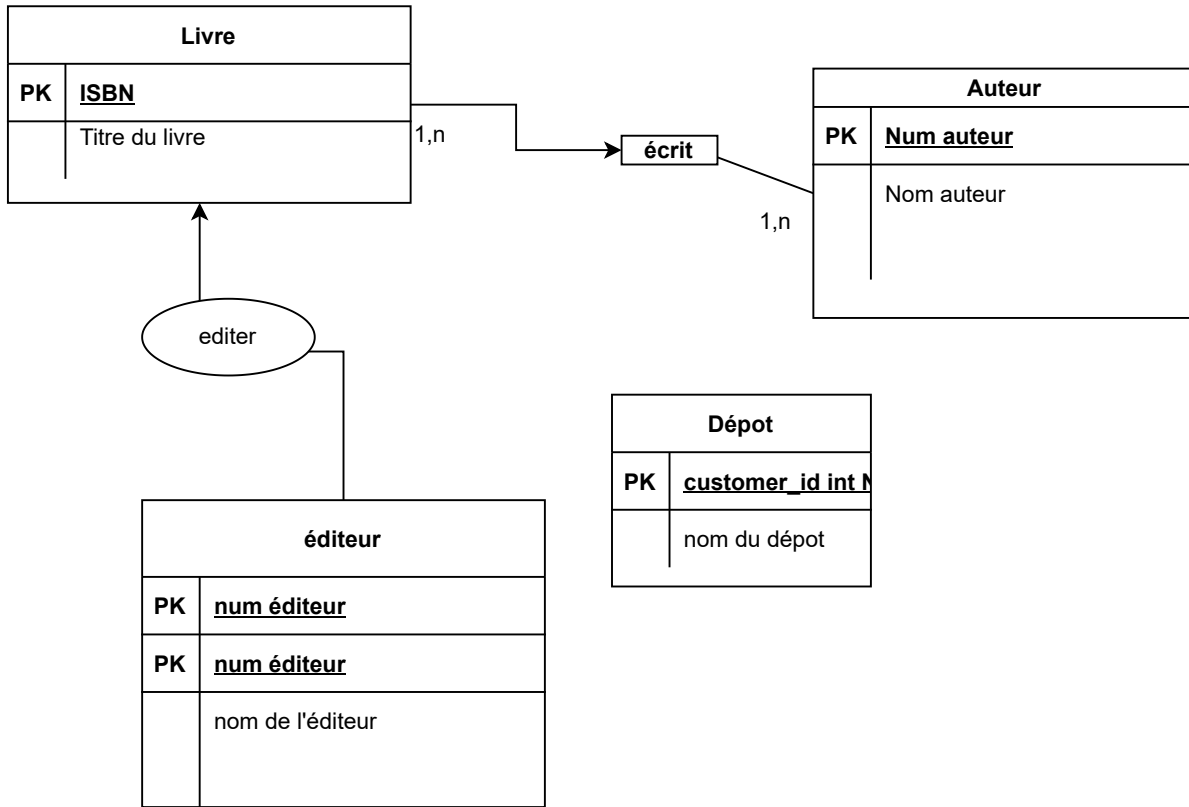 Livre
PK ISBN
Titre du livre
1,n
écrit
Auteur
PK Num auteur
Nom auteur
1,n
editer
Dépot
PK customer_id int N
nom du dépot
éditeur
PK num éditeur
PK num éditeur
nom de l'éditeur